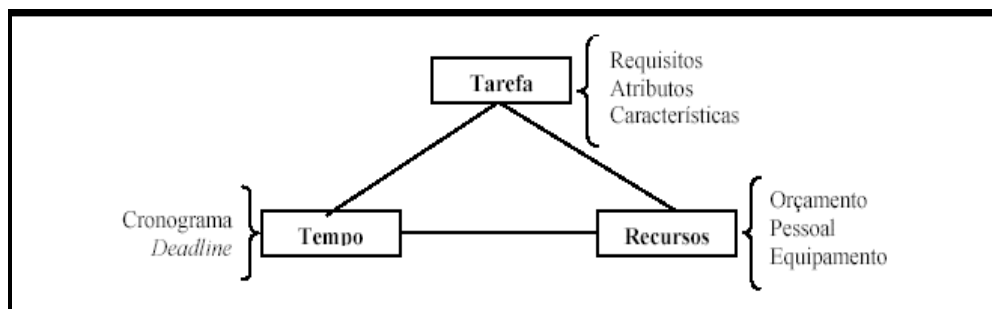 Tarefa
Requisitos
Atributos
Características
Cronograma
Deadline
Tempo
Recursos
Orçamento
Pessoal
Equipamento